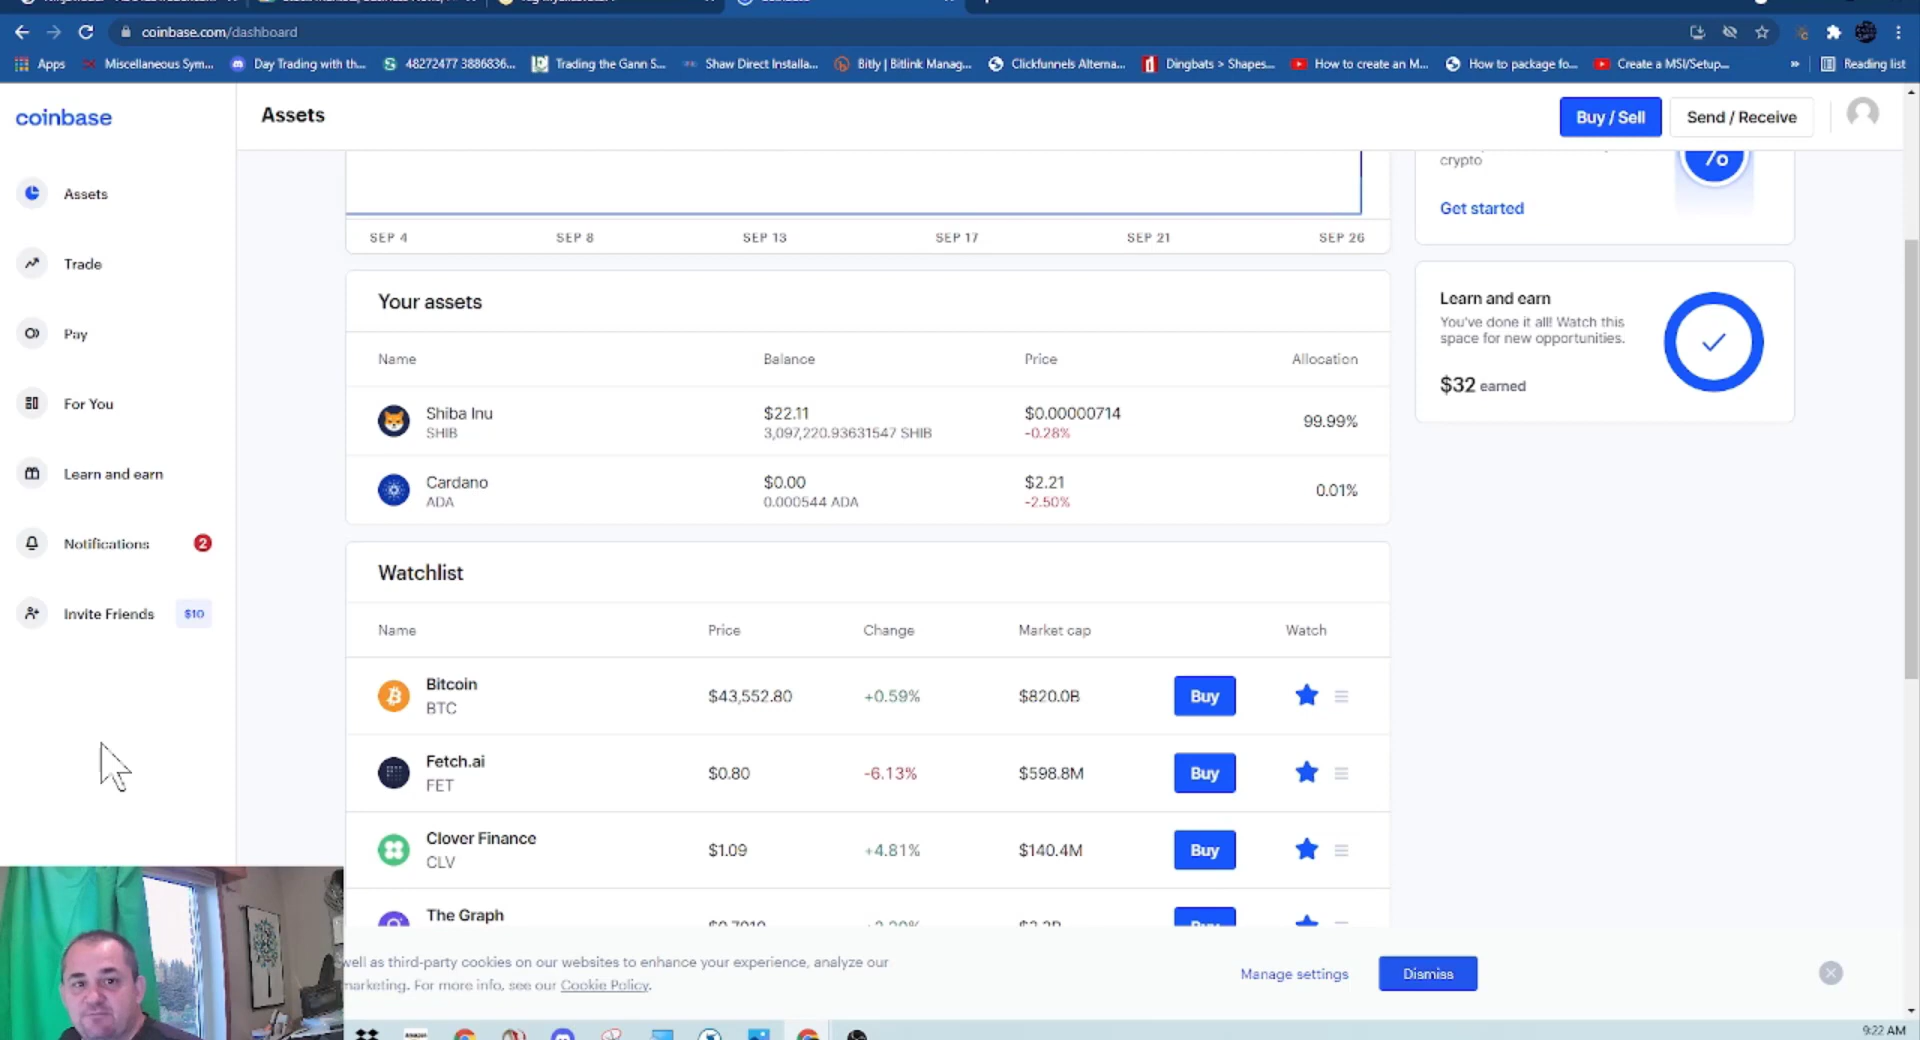 coinbase.com/dashboard
Apps
Miscellaneous Sym...
Day Trading with th...
48272477 3886836...
Trading the Gann S...
Shaw Direct Installa...
Bitly | Bitlink Manag...
Clickfunnels Alterna...
Dingbats > Shapes...
How to create an M...
How to package fo...
Create a MSI/Setup...
»
Reading list
coinbase
Assets
Buy / Sell
Send / Receive
Assets
Trade
Pay
For You
Learn and earn
Notifications 2
Invite Friends $10
SEP 4 SEP 8 SEP 13 SEP 17 SEP 21 SEP 26
crypto
%
Get started
Learn and earn
You've done it all! Watch this
space for new opportunities.
$32 earned
Your assets
Name Balance Price Allocation
Shiba Inu $22.11 $0.00000714 99.99%
SHIB 3,097,220.93631547 SHIB -0.28%
Cardano $0.00 $2.21 0.01%
ADA 0.000544 ADA -2.50%
Watchlist
Name Price Change Market cap Watch
Bitcoin
BTC
$43,552.80 +0.59% $820.0B Buy
Fetch.ai
FET
$0.80 -6.13% $598.8M Buy
Clover Finance
CLV
$1.09 +4.81% $140.4M Buy
The Graph
Buy
well as third-party cookies on our websites to enhance your experience, analyze our
marketing. For more info, see our Cookie Policy.
Manage settings
Dismiss
9:22 AM